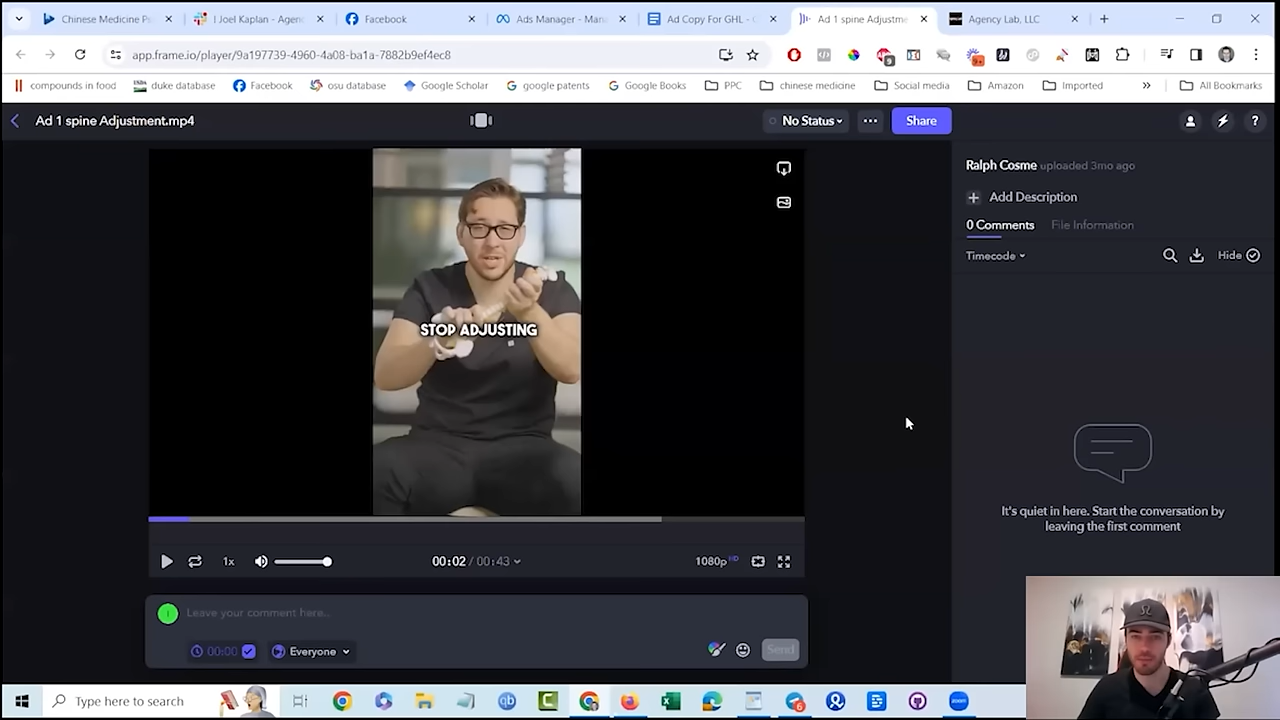 Chinese Medicine Ps
I Joel Kaplan - Agen
Facebook
Ads Manager - Mana
Ad Copy For GHL - G
Ad 1 spine Adjustme
Agency Lab, LLC
app.frame.io/player/9a197739-4960-4a08-ba1a-7882b9ef4ec8
compounds in food
duke database
Facebook
osu database
Google Scholar
google patents
Google Books
PPC
chinese medicine
Social media
Amazon
Imported
»
All Bookmarks
Ad 1 spine Adjustment.mp4
No Status
Share
Ralph Cosme uploaded 3mo ago
Add Description
0 Comments
File Information
Timecode
Hide
STOP ADJUSTING
It's quiet in here. Start the conversation by
leaving the first comment
1x
00:02 / 00:43
1080p HD
Leave your comment here...
00:00
Everyone
Send
Type here to search